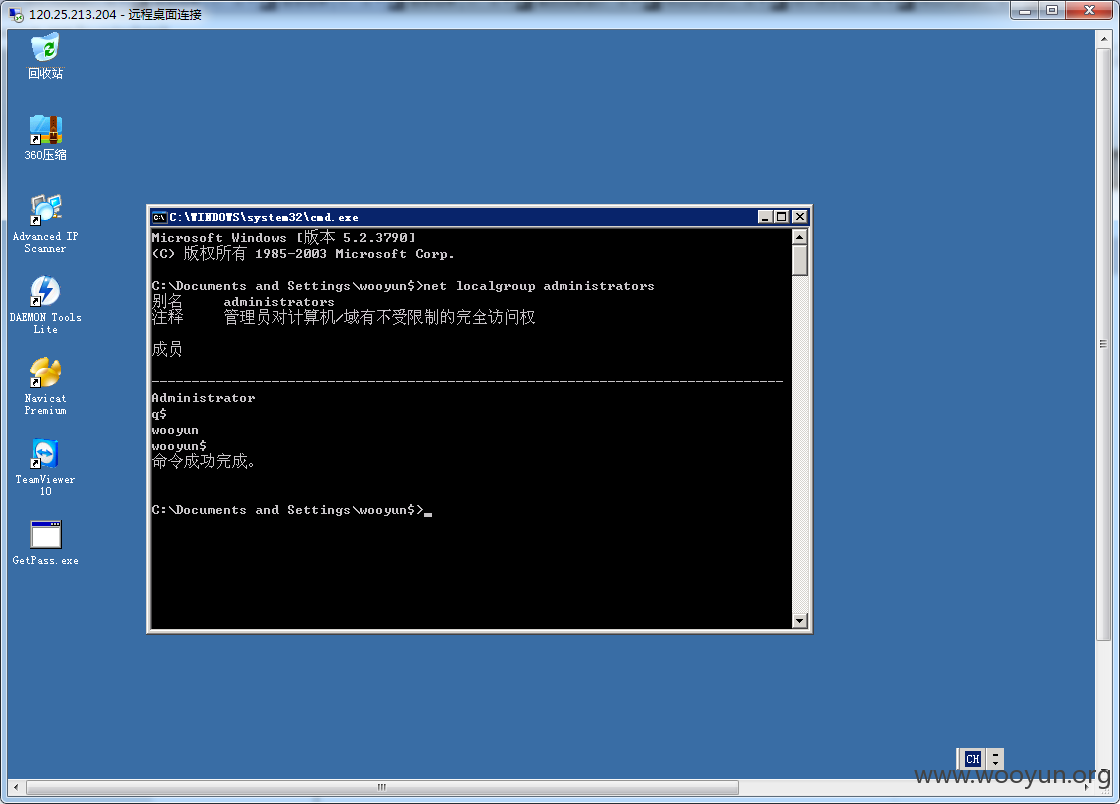 120.25.213.204 - 远程桌面连接
回收站
360压缩
Advanced IP
Scanner
DAEMON Tools
Lite
Navicat
Premium
TeamViewer
10
GetPass.exe
C:\WINDOWS\system32\cmd.exe
Microsoft Windows [版本 5.2.3790]
(C) 版权所有 1985-2003 Microsoft Corp.
C:\Documents and Settings\wooyun$>net localgroup administrators
别名     administrators
注释     管理员对计算机/域有不受限制的完全访问权
成员
-------------------------------------------------------------------------------
Administrator
q$
wooyun
wooyun$
命令成功完成。
C:\Documents and Settings\wooyun$>_
CH
www.wooyun.org